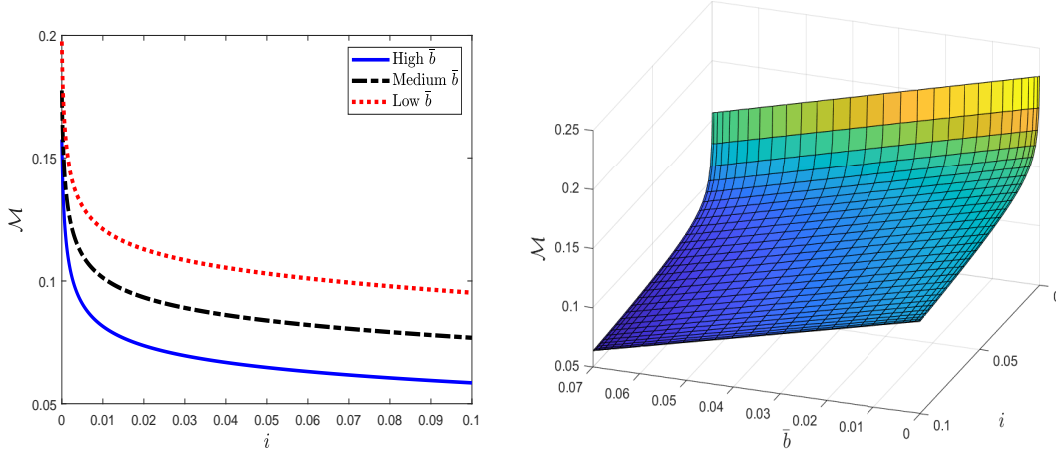 0.2
0.15
0.1
0.05
ℳ
0 0.01 0.02 0.03 0.04 0.05 0.06 0.07 0.08 0.09 0.1
i
High b̄
Medium b̄
Low b̄
0.25
0.2
0.15
0.1
0.05
ℳ
0.07 0.06 0.05 0.04 0.03 0.02 0.01 0
b̄
0.1 0.05 0
i